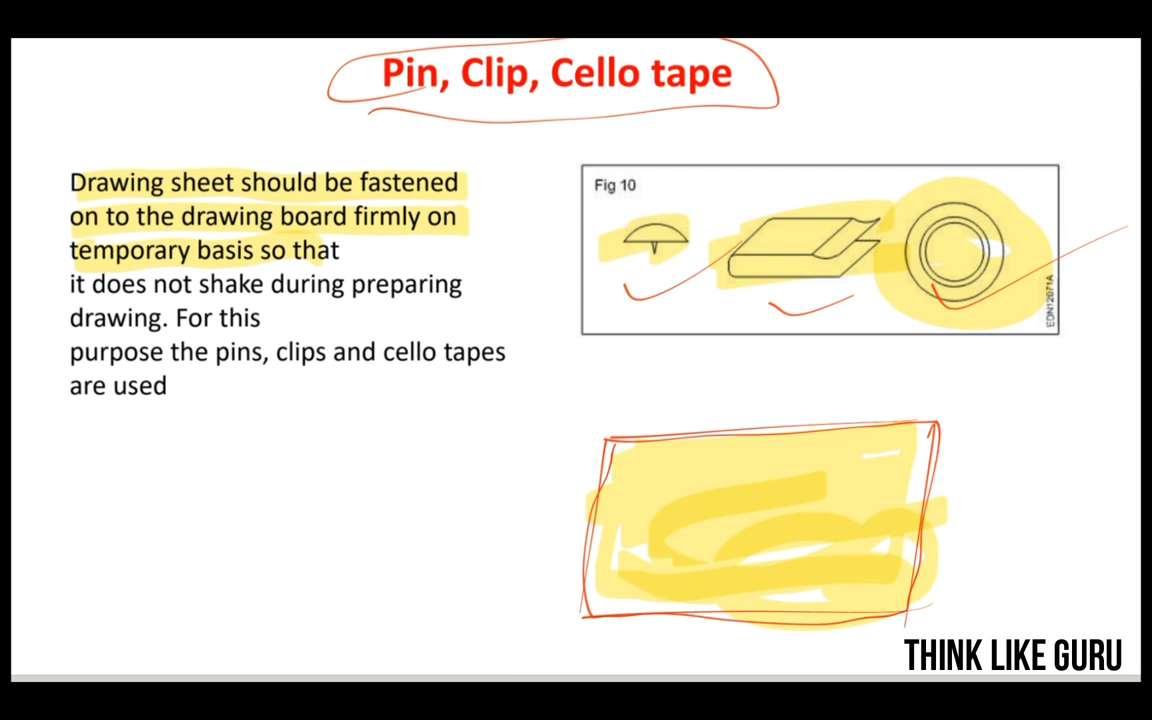 Pin, Clip, Cello tape
Drawing sheet should be fastened
on to the drawing board firmly on
temporary basis so that
it does not shake during preparing
drawing. For this
purpose the pins, clips and cello tapes
are used
Fig 10
EDN12071A
THINK LIKE GURU